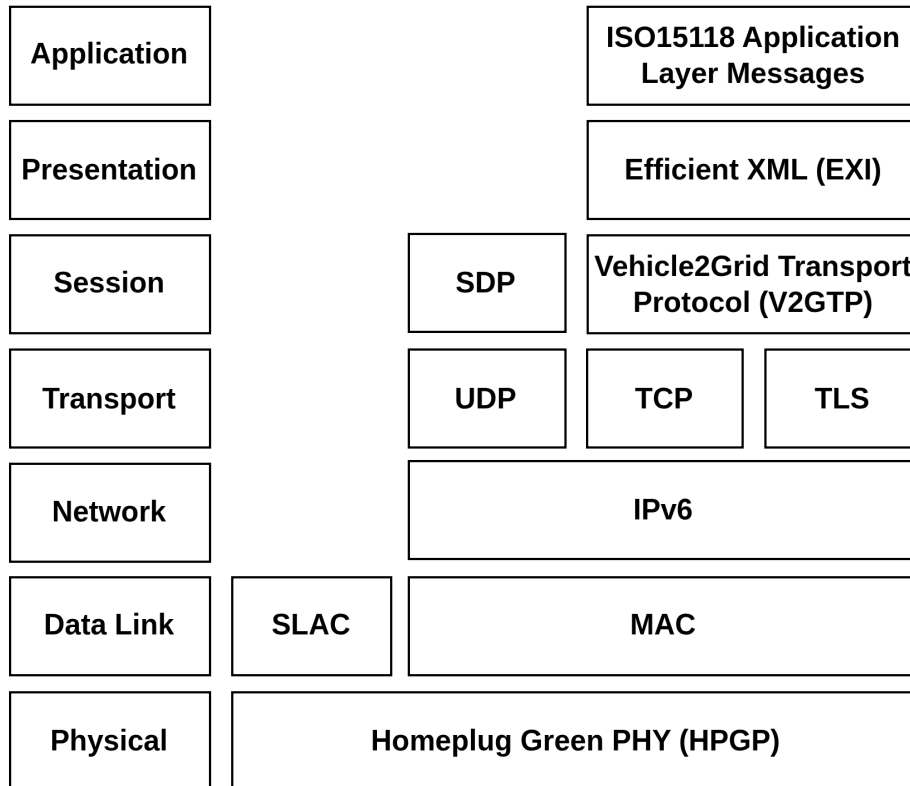 Application
ISO15118 Application
Layer Messages
Presentation
Efficient XML (EXI)
Session
SDP
Vehicle2Grid Transport
Protocol (V2GTP)
Transport
UDP
TCP
TLS
Network
IPv6
Data Link
SLAC
MAC
Physical
Homeplug Green PHY (HPGP)